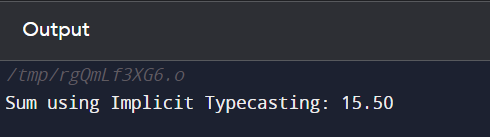 Output
/tmp/rgQmLf3XG6.o
Sum using Implicit Typecasting: 15.50